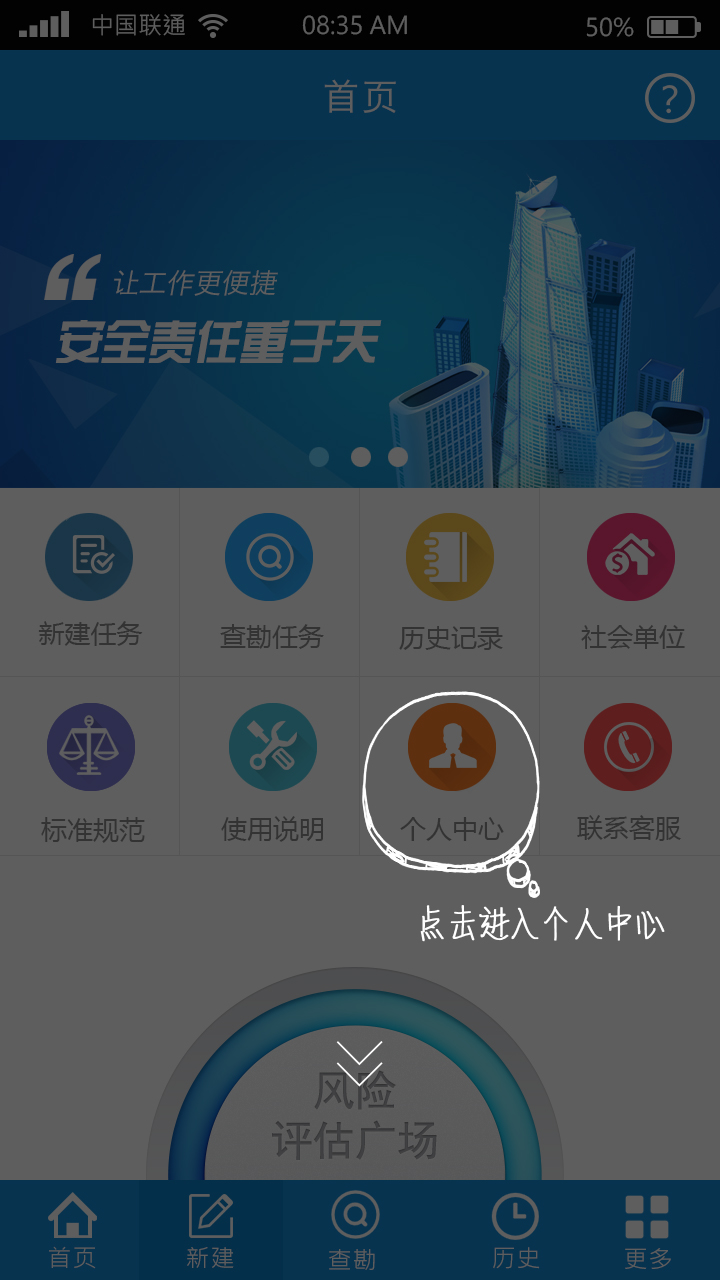 中国联通 08:35 AM 50%
首页 ?
让工作更便捷
安全责任重于天
新建任务 查勘任务 历史记录 社会单位
标准规范 使用说明 个人中心 联系客服
点击进入个人中心
风险
评估广场
首页 新建 查勘 历史 更多